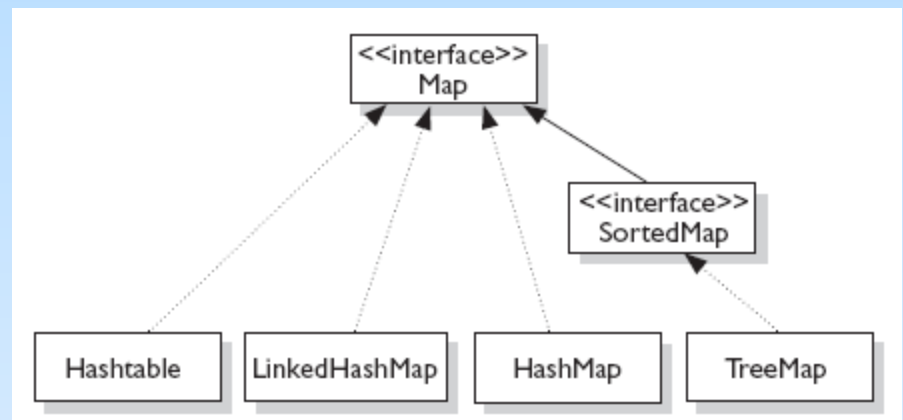 <<interface>>
Map
<<interface>>
SortedMap
Hashtable
LinkedHashMap
HashMap
TreeMap